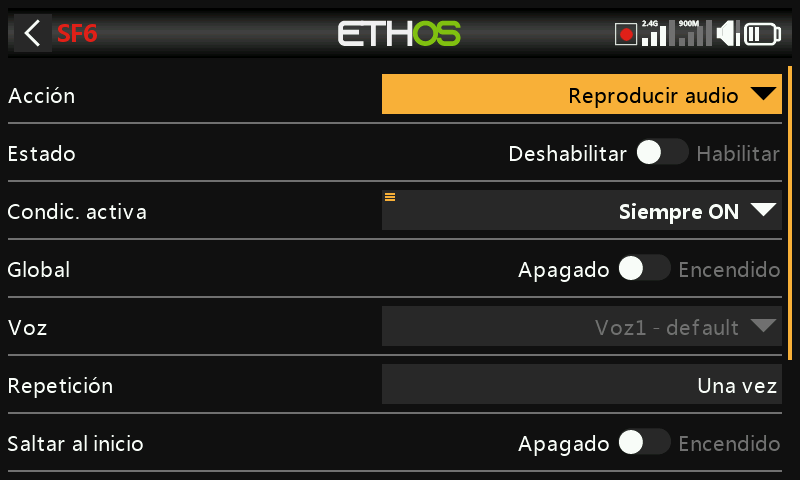 SF6
ETHOS
2.4G
900M
Acción
Reproducir audio
Estado
Deshabilitar
Habilitar
Condic. activa
Siempre ON
Global
Apagado
Encendido
Voz
Voz1 - default
Repetición
Una vez
Saltar al inicio
Apagado
Encendido